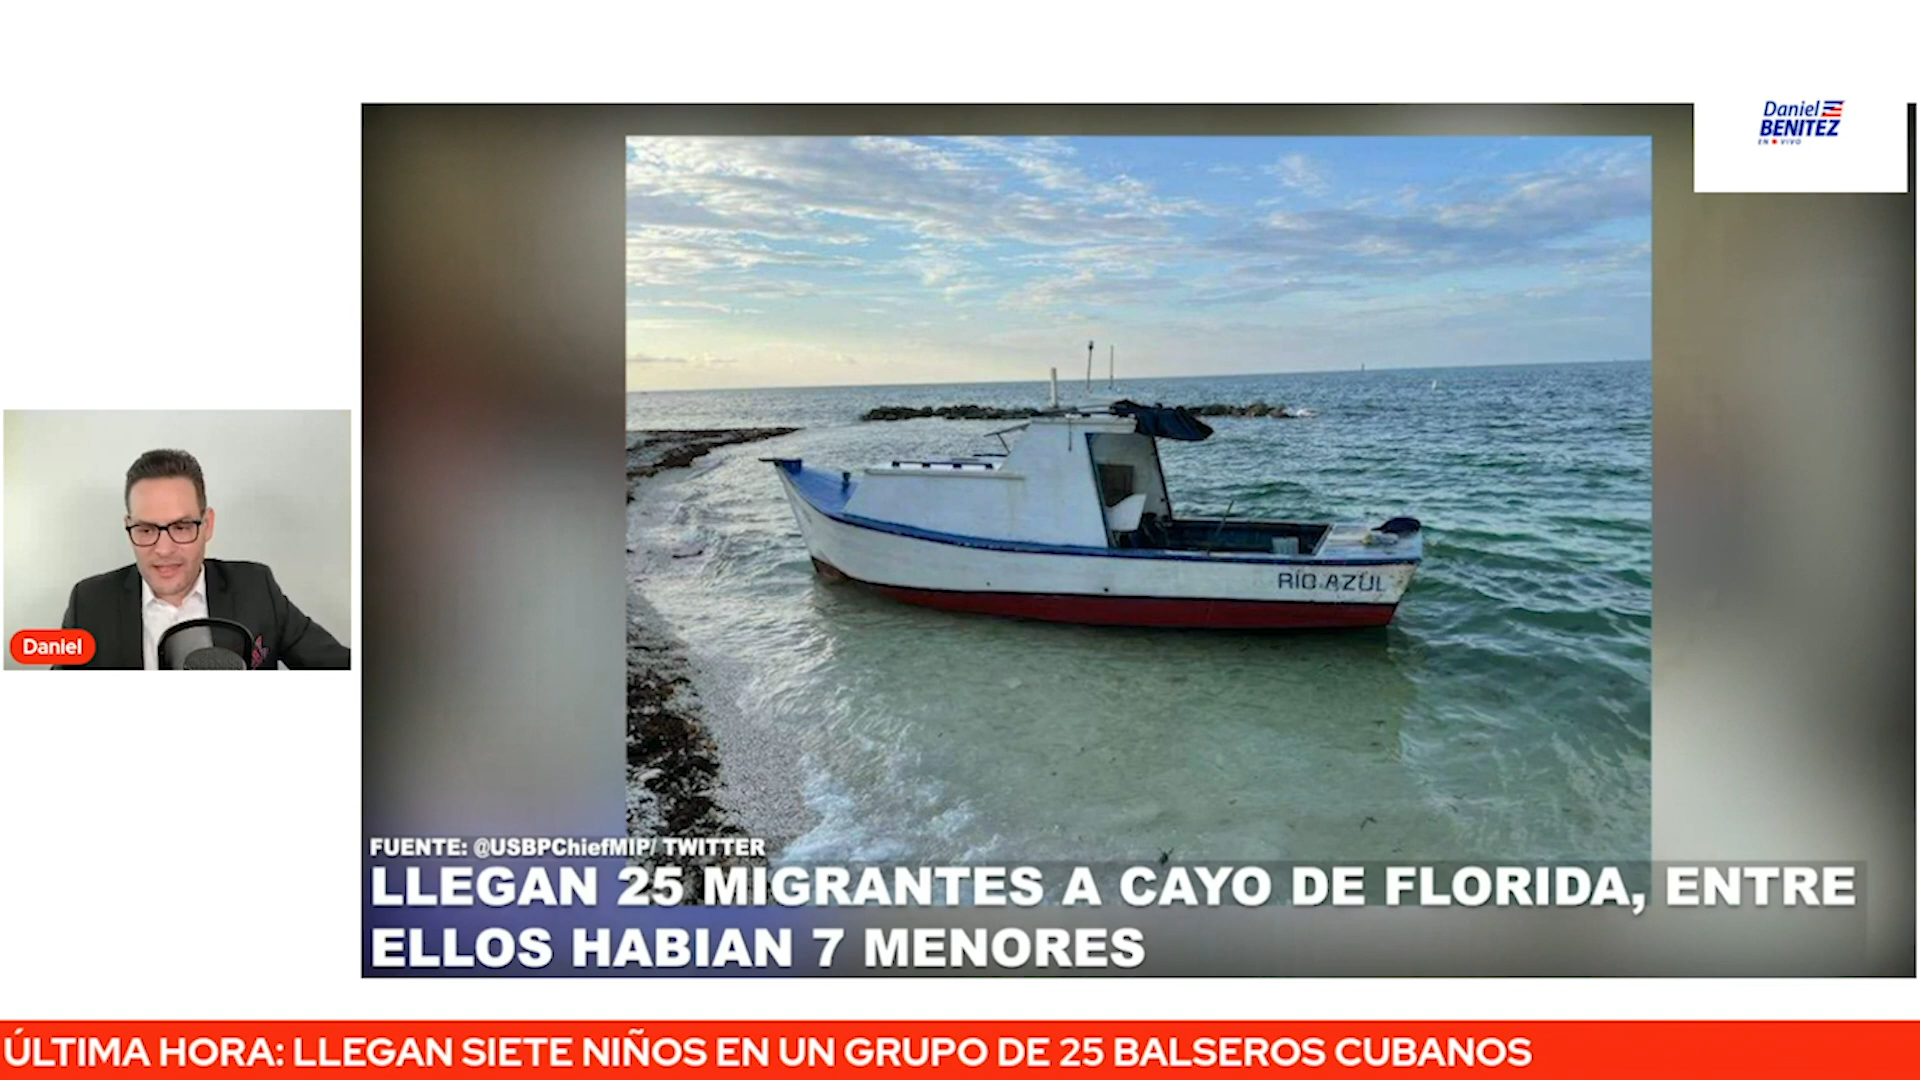 Daniel
BENITEZ
EN VIVO
RÍO AZUL
Daniel
FUENTE: @USBPChiefMIP/ TWITTER
LLEGAN 25 MIGRANTES A CAYO DE FLORIDA, ENTRE
ELLOS HABIAN 7 MENORES
ÚLTIMA HORA: LLEGAN SIETE NIÑOS EN UN GRUPO DE 25 BALSEROS CUBANOS